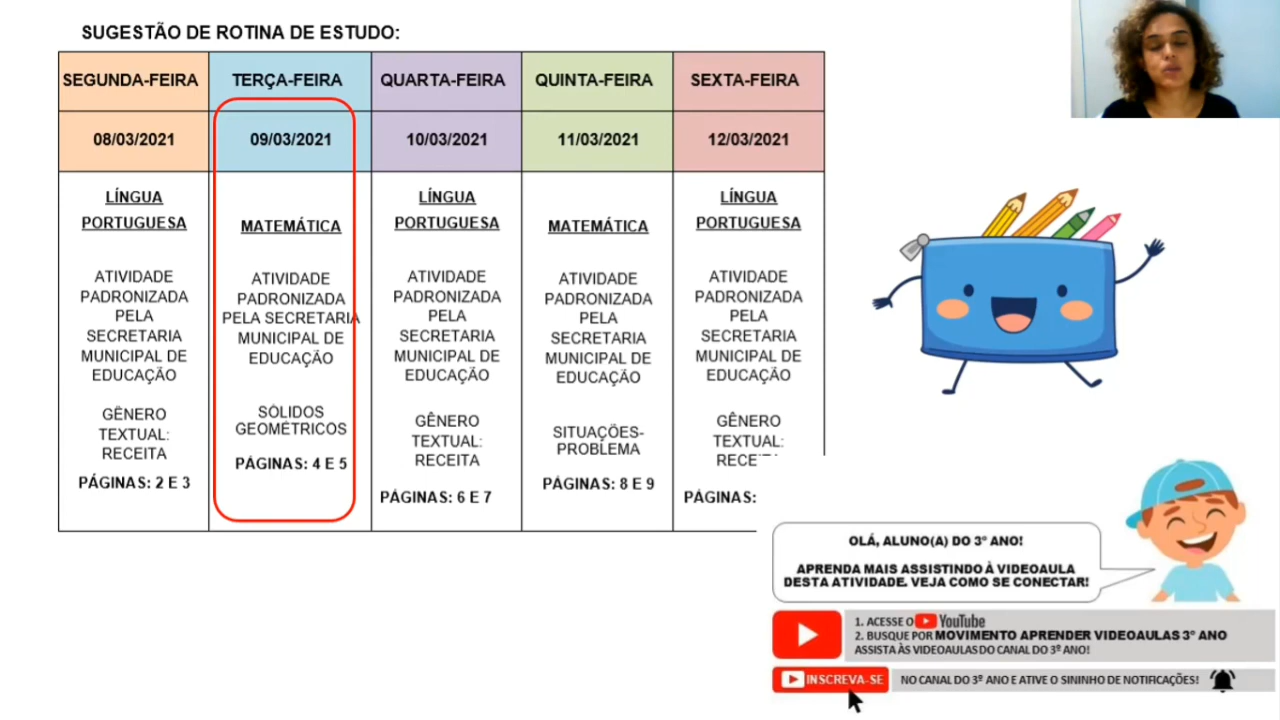 SUGESTÃO DE ROTINA DE ESTUDO:
SEGUNDA-FEIRA
TERÇA-FEIRA
QUARTA-FEIRA
QUINTA-FEIRA
SEXTA-FEIRA
08/03/2021
09/03/2021
10/03/2021
11/03/2021
12/03/2021
LÍNGUA
PORTUGUESA
ATIVIDADE
PADRONIZADA
PELA
SECRETARIA
MUNICIPAL DE
EDUCAÇÃO
GÊNERO
TEXTUAL:
RECEITA
PÁGINAS: 2 E 3
MATEMÁTICA
ATIVIDADE
PADRONIZADA
PELA SECRETARIA
MUNICIPAL DE
EDUCAÇÃO
SÓLIDOS
GEOMÉTRICOS
PÁGINAS: 4 E 5
LÍNGUA
PORTUGUESA
ATIVIDADE
PADRONIZADA
PELA
SECRETARIA
MUNICIPAL DE
EDUCAÇÃO
GÊNERO
TEXTUAL:
RECEITA
PÁGINAS: 6 E 7
MATEMÁTICA
ATIVIDADE
PADRONIZADA
PELA
SECRETARIA
MUNICIPAL DE
EDUCAÇÃO
SITUAÇÕES-
PROBLEMA
PÁGINAS: 8 E 9
LÍNGUA
PORTUGUESA
ATIVIDADE
PADRONIZADA
PELA
SECRETARIA
MUNICIPAL DE
EDUCAÇÃO
GÊNERO
TEXTUAL:
PÁGINAS:
OLÁ, ALUNO(A) DO 3º ANO!
APRENDA MAIS ASSISTINDO À VIDEOAULA
DESTA ATIVIDADE. VEJA COMO SE CONECTAR!
1. ACESSE O YouTube
2. BUSQUE POR MOVIMENTO APRENDER VIDEOAULAS 3º ANO
ASSISTA ÀS VIDEOAULAS DO CANAL DO 3º ANO!
INSCREVA-SE
NO CANAL DO 3º ANO E ATIVE O SININHO DE NOTIFICAÇÕES!